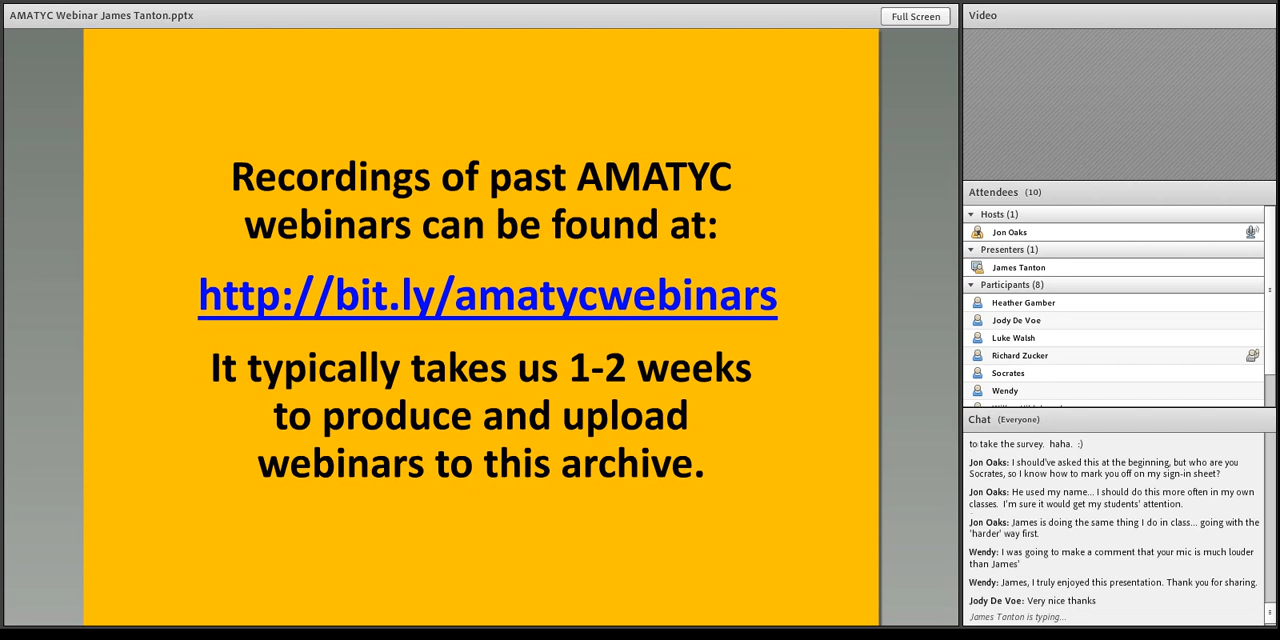 AMATYC Webinar James Tanton.pptx
Full Screen
Recordings of past AMATYC
webinars can be found at:
http://bit.ly/amatycwebinars
It typically takes us 1-2 weeks
to produce and upload
webinars to this archive.
Video
Attendees (10)
Hosts (1)
Jon Oaks
Presenters (1)
James Tanton
Participants (8)
Heather Gamber
Jody De Voe
Luke Walsh
Richard Zucker
Socrates
Wendy
Chat (Everyone)
to take the survey. haha. :)
Jon Oaks: I should've asked this at the beginning, but who are you
Socrates, so I know how to mark you off on my sign-in sheet?
Jon Oaks: He used my name... I should do this more often in my own
classes. I'm sure it would get my students' attention.
Jon Oaks: James is doing the same thing I do in class... going with the
'harder' way first.
Wendy: I was going to make a comment that your mic is much louder
than James'
Wendy: James, I truly enjoyed this presentation. Thank you for sharing.
Jody De Voe: Very nice thanks
James Tanton is typing...